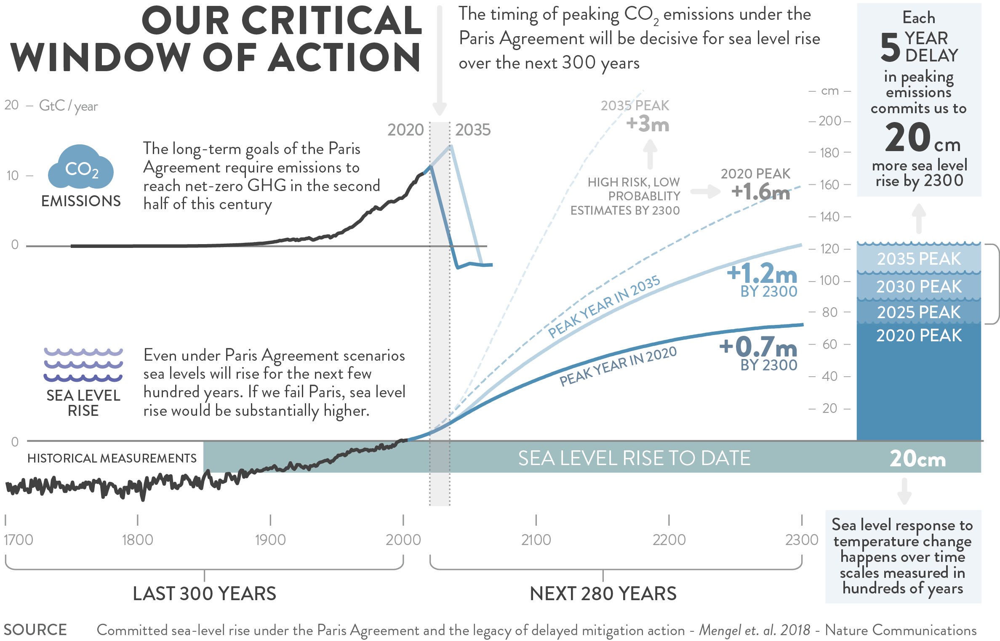 OUR CRITICAL
WINDOW OF ACTION
The timing of peaking CO2 emissions under the
Paris Agreement will be decisive for sea level rise
over the next 300 years
Each
5 YEAR
DELAY
in peaking
emissions
commits us to
20 cm
more sea level
rise by 2300
20 GtC / year
10
0
CO2
EMISSIONS
The long-term goals of the Paris
Agreement require emissions to
reach net-zero GHG in the second
half of this century
2020
2035
2035 PEAK
+3m
HIGH RISK, LOW
PROBABLITY
ESTIMATES BY 2300
2020 PEAK
+1.6m
cm
200
180
160
140
120
100
80
60
40
20
PEAK YEAR IN 2035
+1.2m
BY 2300
PEAK YEAR IN 2020
+0.7m
BY 2300
2035 PEAK
2030 PEAK
2025 PEAK
2020 PEAK
SEA LEVEL
RISE
Even under Paris Agreement scenarios
sea levels will rise for the next few
hundred years. If we fail Paris, sea level
rise would be substantially higher.
0
HISTORICAL MEASUREMENTS
SEA LEVEL RISE TO DATE
20cm
Sea level response to
temperature change
happens over time
scales measured in
hundreds of years
1700
1800
1900
2000
2100
2200
2300
LAST 300 YEARS
NEXT 280 YEARS
SOURCE Committed sea-level rise under the Paris Agreement and the legacy of delayed mitigation action - Mengel et. al. 2018 - Nature Communications